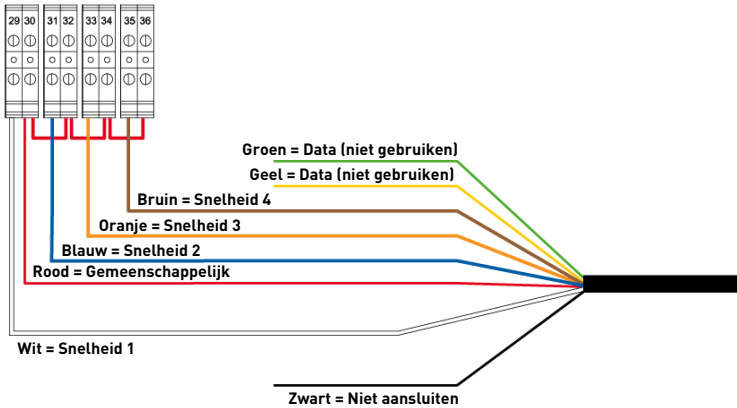 29 30 31 32 33 34 35 36
Groen = Data (niet gebruiken)
Geel = Data (niet gebruiken)
Bruin = Snelheid 4
Oranje = Snelheid 3
Blauw = Snelheid 2
Rood = Gemeenschappelijk
Wit = Snelheid 1
Zwart = Niet aansluiten